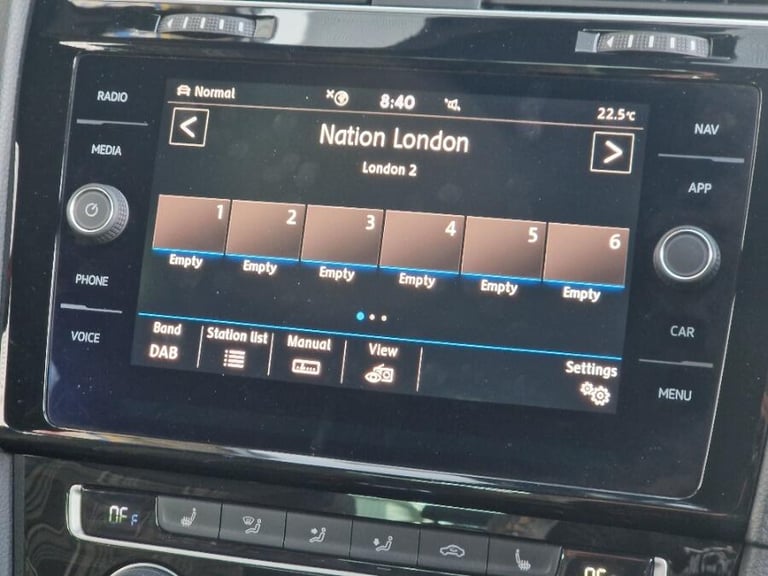 RADIO
MEDIA
PHONE
VOICE
Normal 8:40 22.5°C
< Nation London >
London 2
1 2 3 4 5 6
Empty Empty Empty Empty Empty Empty
Band Station list Manual View Settings
DAB
NAV
APP
CAR
MENU
OFF